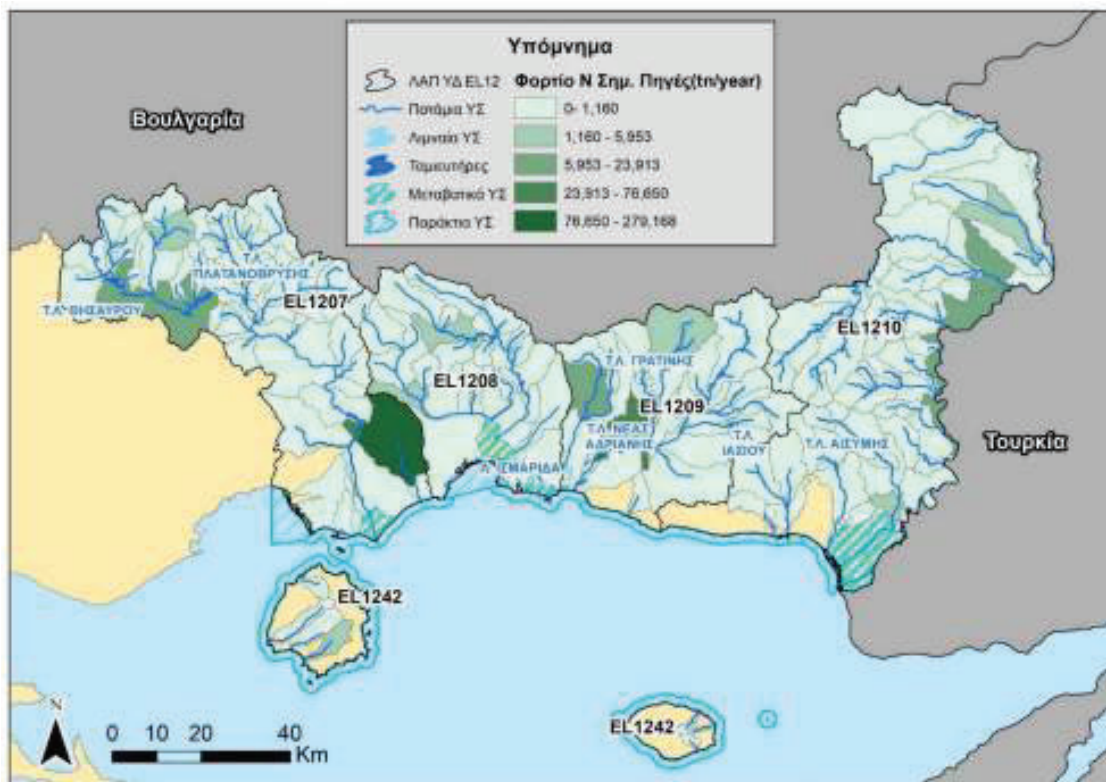 Υπόμνημα
ΛΑΠ ΥΔ EL12
Ποτάμια ΥΣ
Λιμναία ΥΣ
Ταμιευτήρες
Μεταβατικά ΥΣ
Παράκτια ΥΣ
Φορτίο Ν Σημ. Πηγές(tn/year)
0- 1,160
1,160 - 5,953
5,953 - 23,913
23,913 - 76,650
76,650 - 279,168
Βουλγαρία
Τ.Λ. ΠΛΑΤΑΝΟΒΡΥΣΗΣ
Τ.Λ. ΘΗΣΑΥΡΟΥ
EL1207
EL1208
Τ.Λ. ΓΡΑΤΙΝΗΣ
EL1209
EL1210
Τ.Λ. ΝΕΑΣ
ΑΔΡΙΑΝΗΣ
Τ.Λ.
ΙΑΣΙΟΥ
Τ.Λ. ΑΙΣΥΜΗΣ
Τουρκία
Λ. ΙΣΜΑΡΙΔΑ
EL1242
EL1242
N
0 10 20 40
Km